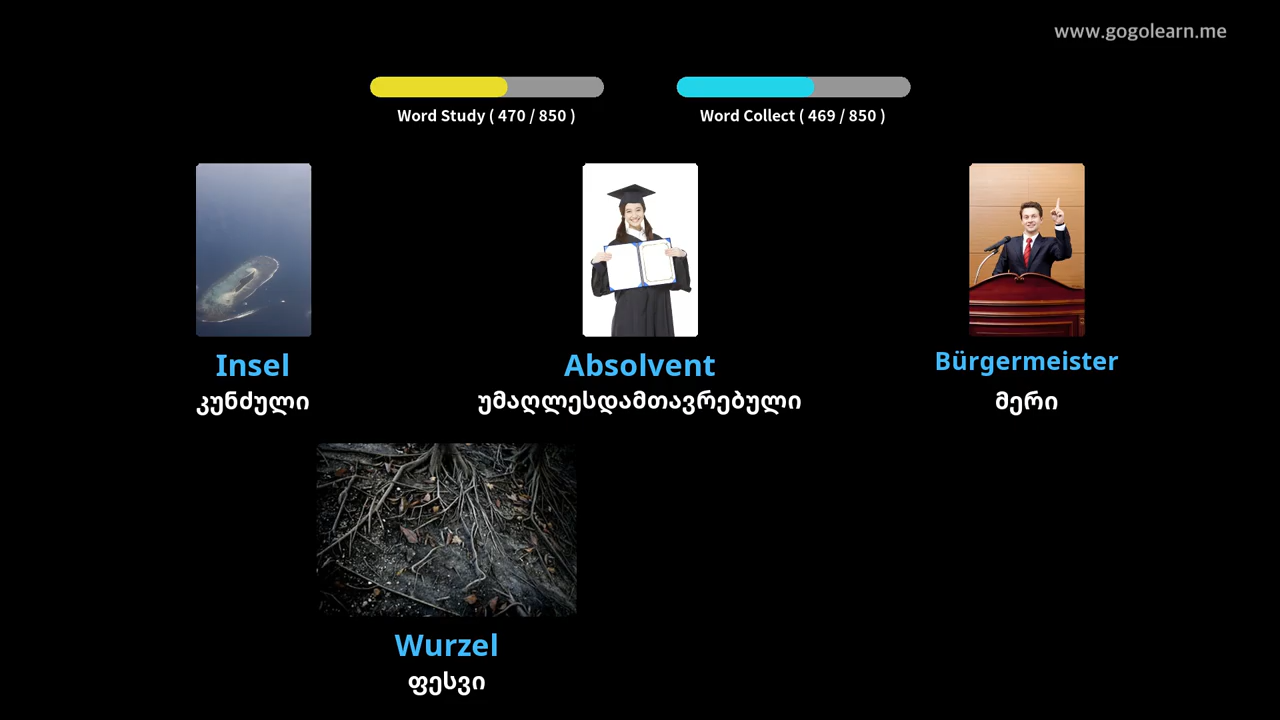 www.gogolearn.me
Word Study ( 470 / 850 )
Word Collect ( 469 / 850 )
Insel
კუნძული
Absolvent
უმაღლესდამთავრებული
Bürgermeister
მერი
Wurzel
ფესვი